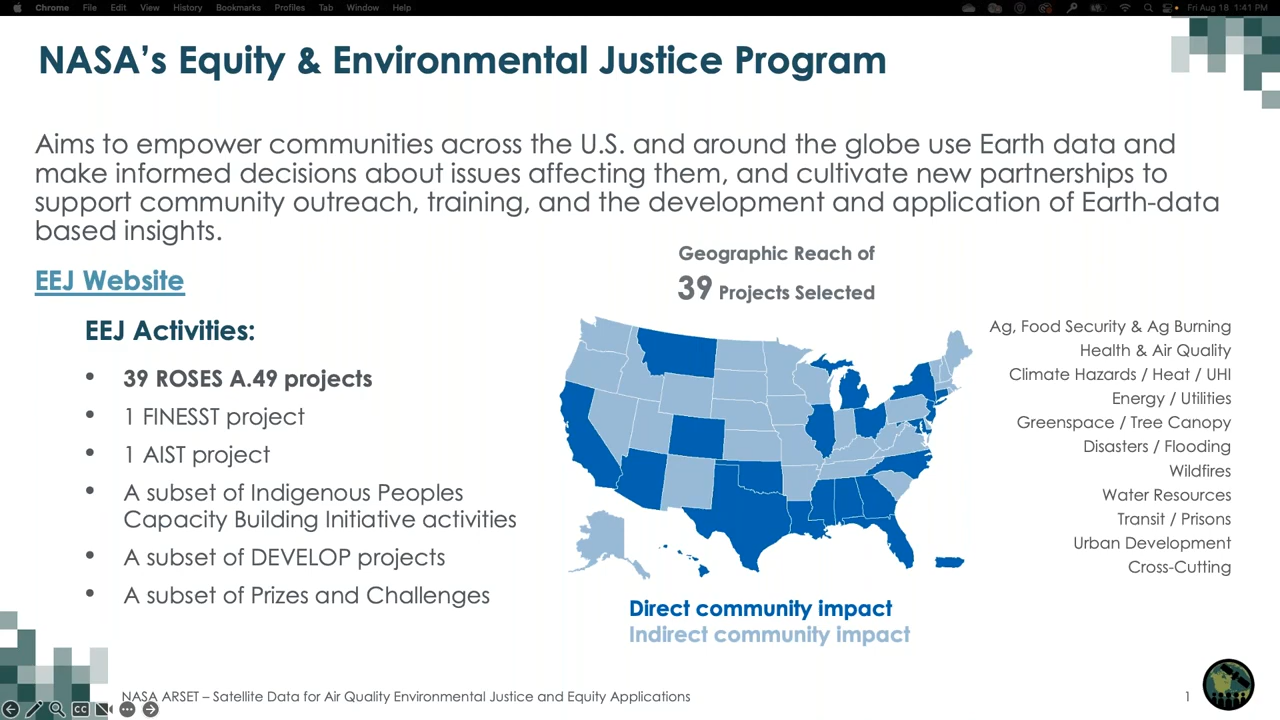 Chrome File Edit View History Bookmarks Profiles Tab Window Help Fri Aug 18 1:41 PM
NASA's Equity & Environmental Justice Program
Aims to empower communities across the U.S. and around the globe use Earth data and
make informed decisions about issues affecting them, and cultivate new partnerships to
support community outreach, training, and the development and application of Earth-data
based insights.
EEJ Website
EEJ Activities:
• 39 ROSES A.49 projects
• 1 FINESST project
• 1 AIST project
• A subset of Indigenous Peoples
Capacity Building Initiative activities
• A subset of DEVELOP projects
• A subset of Prizes and Challenges
Geographic Reach of
39 Projects Selected
Direct community impact
Indirect community impact
Ag, Food Security & Ag Burning
Health & Air Quality
Climate Hazards / Heat / UHI
Energy / Utilities
Greenspace / Tree Canopy
Disasters / Flooding
Wildfires
Water Resources
Transit / Prisons
Urban Development
Cross-Cutting
NASA ARSET – Satellite Data for Air Quality Environmental Justice and Equity Applications
1
CC